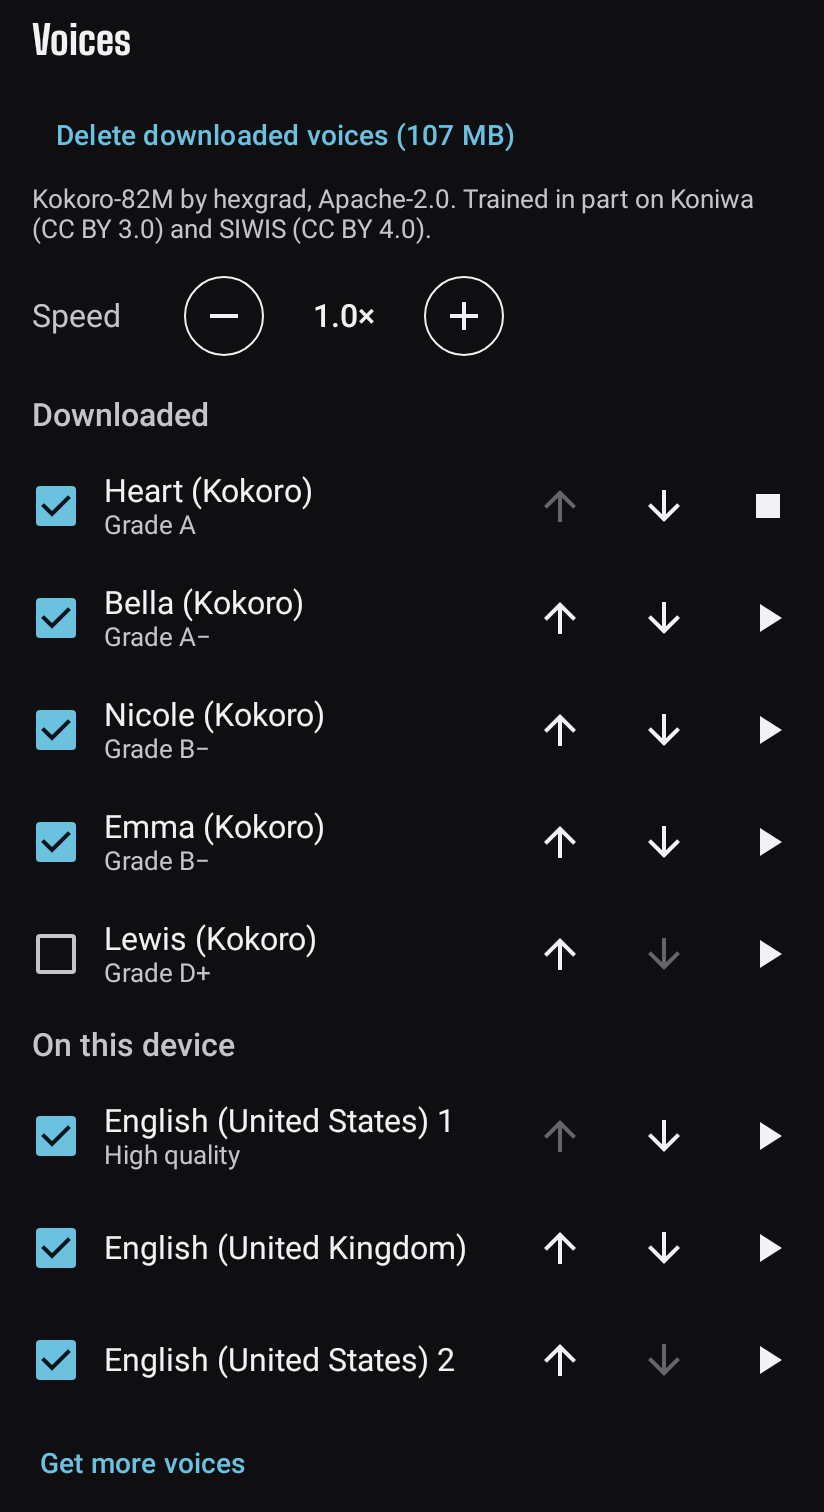 Voices
Delete downloaded voices (107 MB)
Kokoro-82M by hexgrad, Apache-2.0. Trained in part on Koniwa
(CC BY 3.0) and SIWIS (CC BY 4.0).
Speed 1.0×
Downloaded
Heart (Kokoro)
Grade A
Bella (Kokoro)
Grade A−
Nicole (Kokoro)
Grade B−
Emma (Kokoro)
Grade B−
Lewis (Kokoro)
Grade D+
On this device
English (United States) 1
High quality
English (United Kingdom)
English (United States) 2
Get more voices